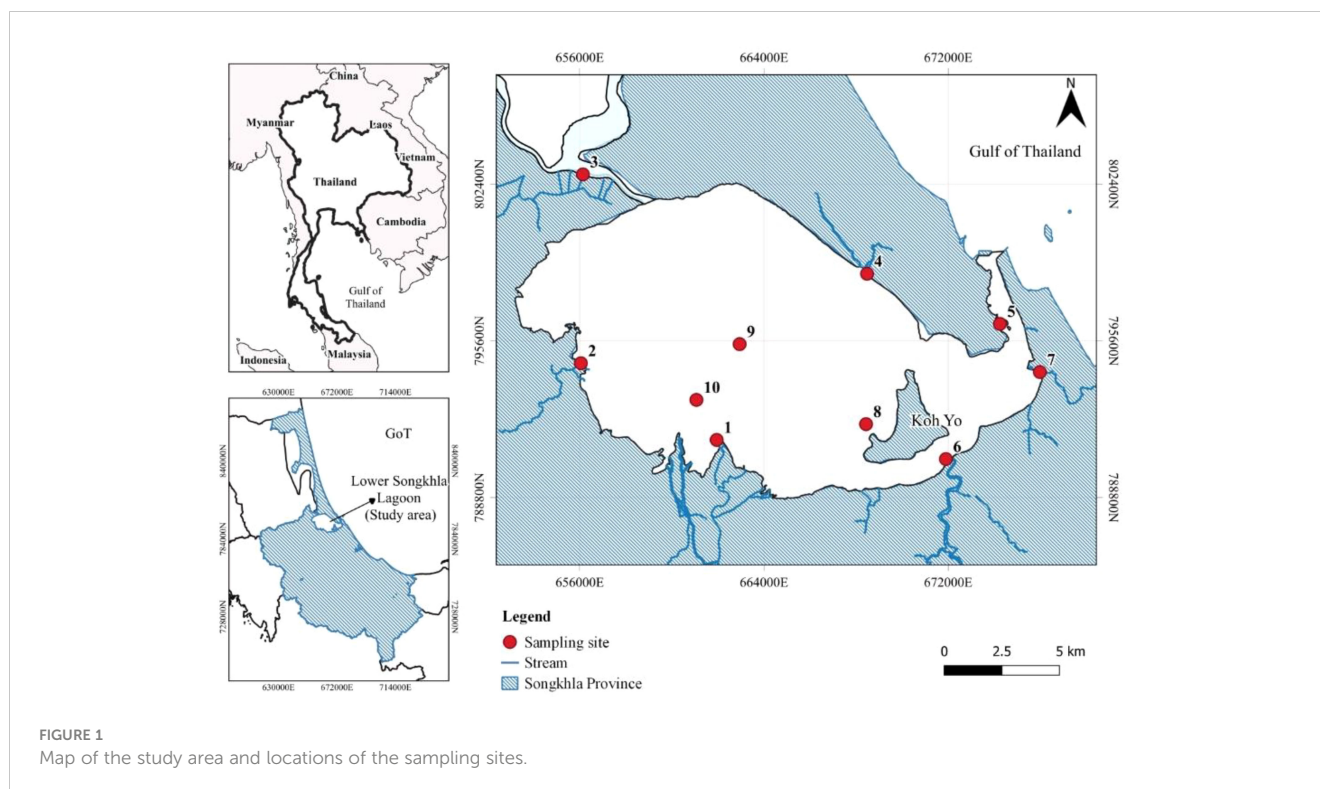 China
Myanmar
Laos
Vietnam
Thailand
Cambodia
Gulf of
Thailand
Malaysia
Indonesia
630000E 672000E 714000E
840000N
784000N
728000N
GoT
Lower Songkhla
Lagoon
(Study area)
840000N
784000N
728000N
630000E 672000E 714000E
656000E 664000E 672000E
N
Gulf of Thailand
802400N
795600N
788800N
3
4
5
2
9
7
10
8
Koh Yo
1
6
802400N
795600N
788800N
656000E 664000E 672000E
Legend
Sampling site
Stream
Songkhla Province
0 2.5 5 km
FIGURE 1
Map of the study area and locations of the sampling sites.